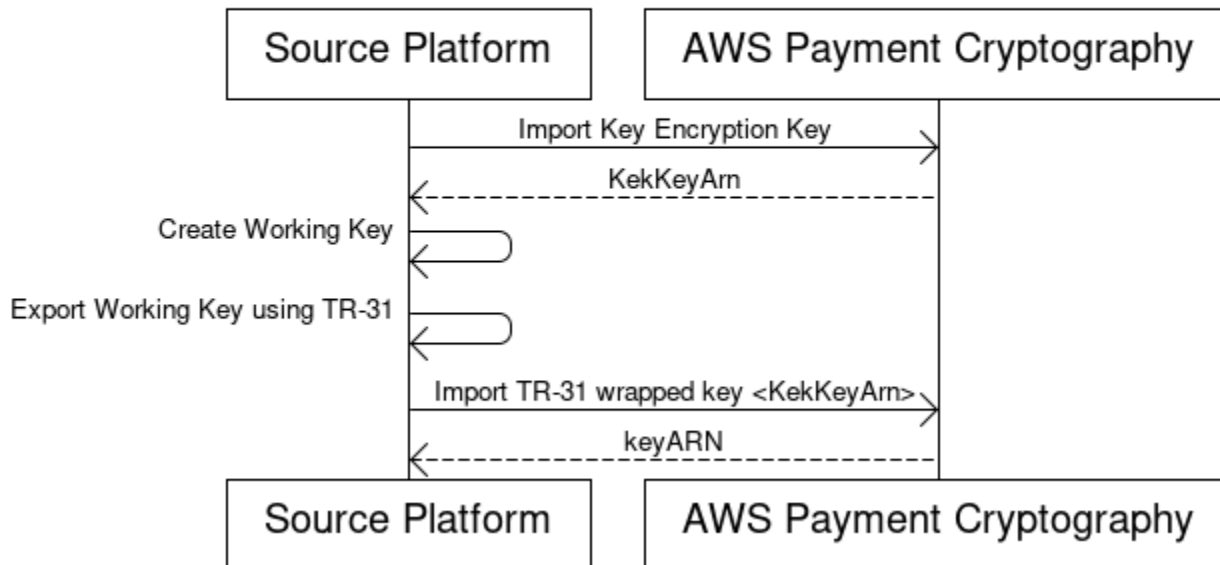 Source Platform
AWS Payment Cryptography
Import Key Encryption Key
KekKeyArn
Create Working Key
Export Working Key using TR-31
Import TR-31 wrapped key <KekKeyArn>
keyARN
Source Platform
AWS Payment Cryptography